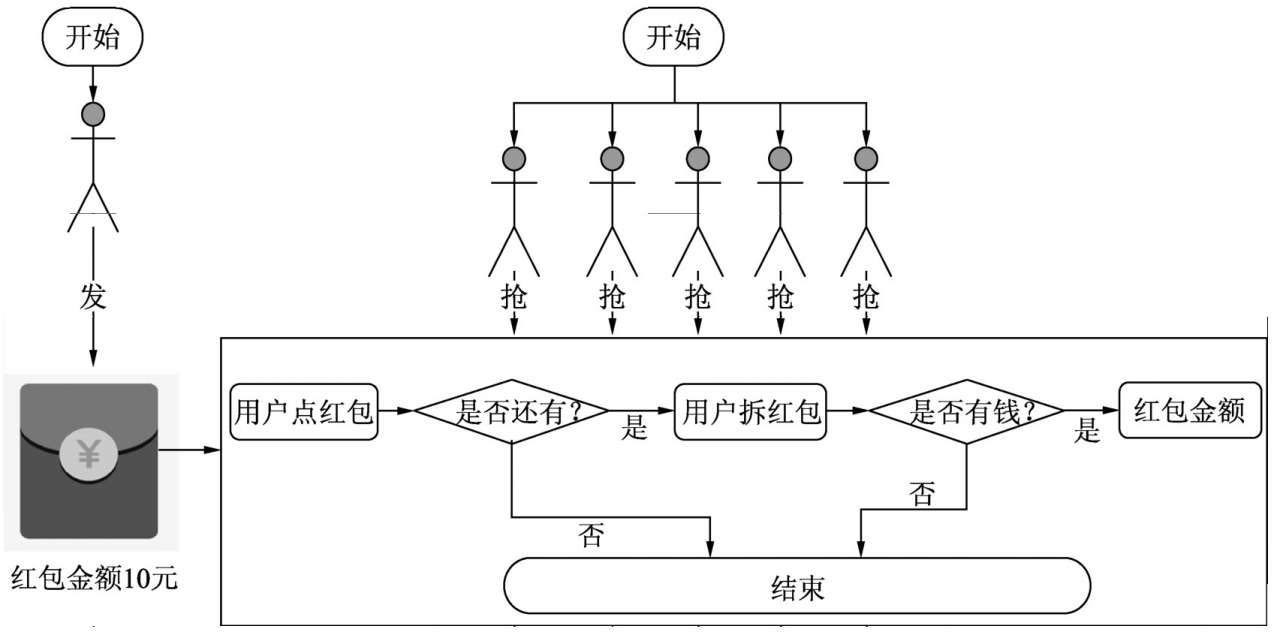 开始
开始
发
抢
抢
抢
抢
抢
用户点红包
是否还有？
是
用户拆红包
是否有钱？
是
红包金额
¥
否
否
红包金额10元
结束